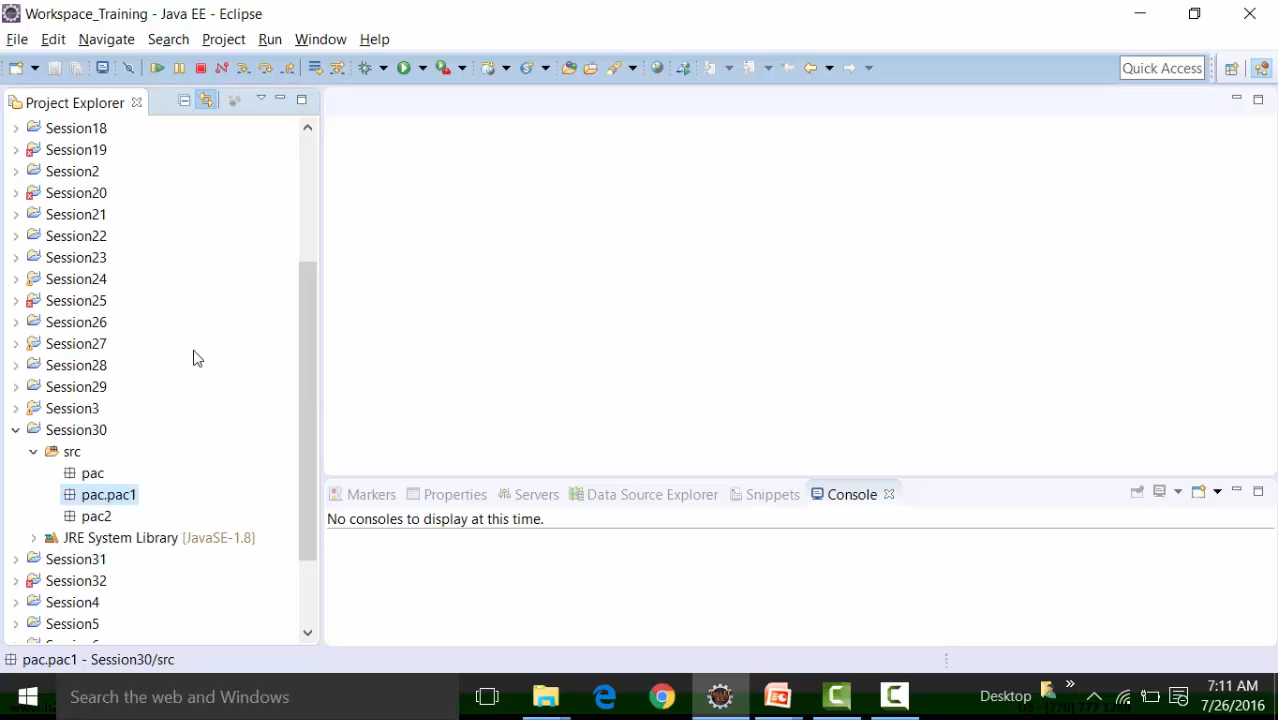 Workspace_Training - Java EE - Eclipse
File Edit Navigate Search Project Run Window Help
Quick Access
Project Explorer
Session18
Session19
Session2
Session20
Session21
Session22
Session23
Session24
Session25
Session26
Session27
Session28
Session29
Session3
Session30
src
pac
pac.pac1
pac2
JRE System Library [JavaSE-1.8]
Session31
Session32
Session4
Session5
Markers Properties Servers Data Source Explorer Snippets Console
No consoles to display at this time.
pac.pac1 - Session30/src
Search the web and Windows
Desktop
7:11 AM
7/26/2016